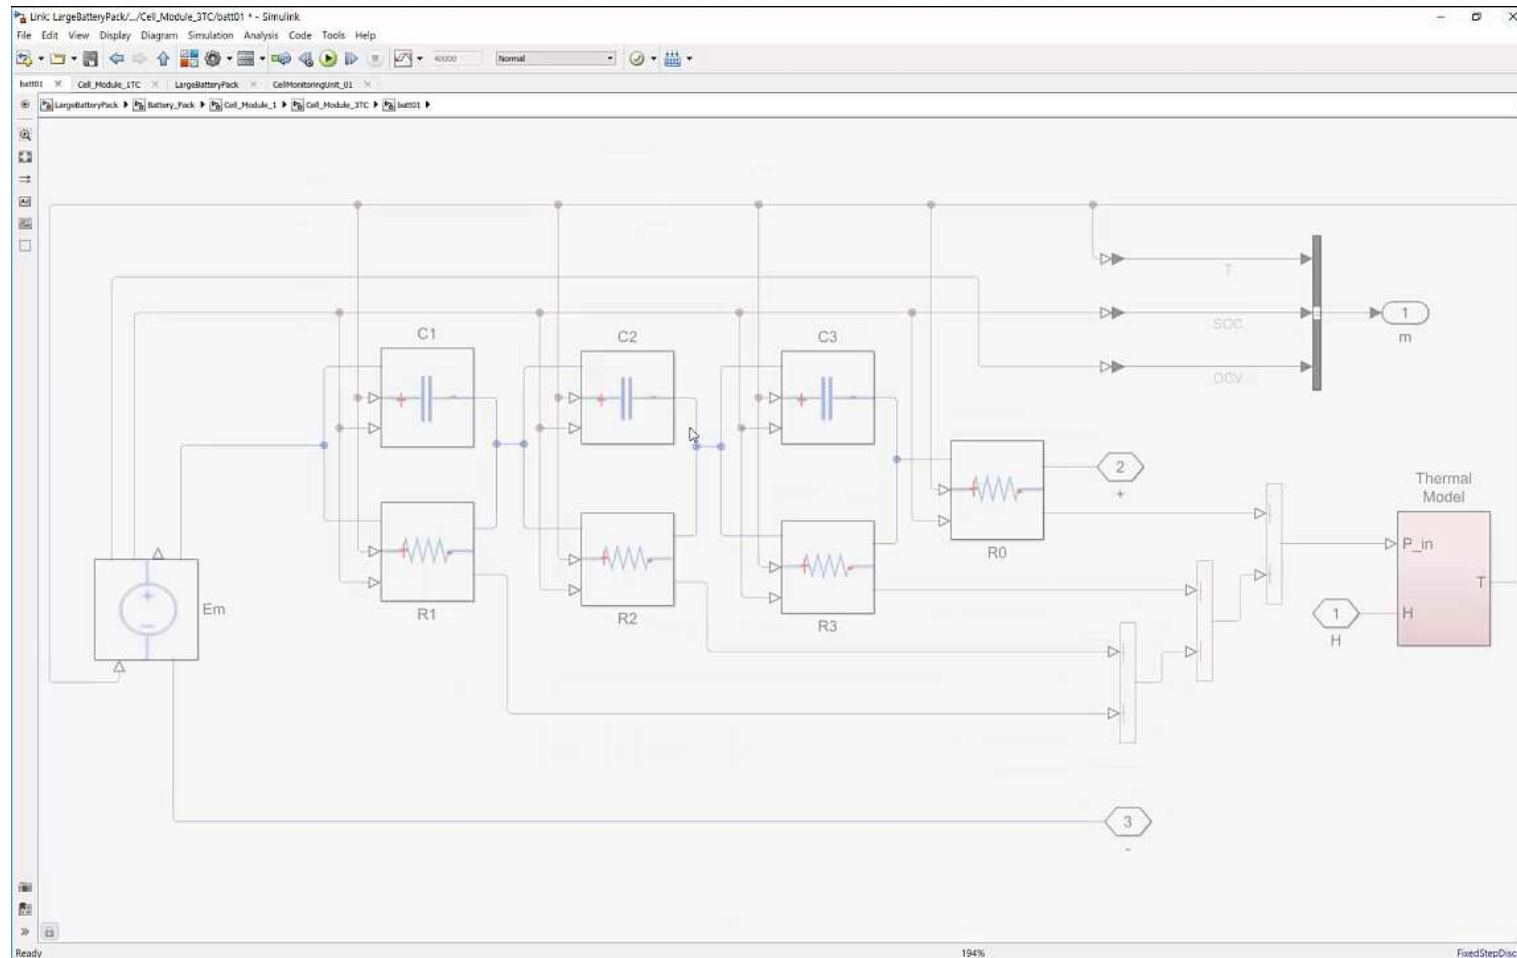 Link: LargeBatteryPack/.../Cell_Module_3TC/batt01 * - Simulink
File Edit View Display Diagram Simulation Analysis Code Tools Help
40000 Normal
batt01 Cell_Module_1TC LargeBatteryPack CellMonitoringUnit_01
LargeBatteryPack Battery_Pack Cell_Module_1 Cell_Module_3TC batt01
T
SOC
OCV
1
m
C1
C2
C3
2
+
R0
Thermal
Model
P_in
T
H
1
H
Em
R1
R2
R3
3
-
Ready
194%
FixedStepDisc